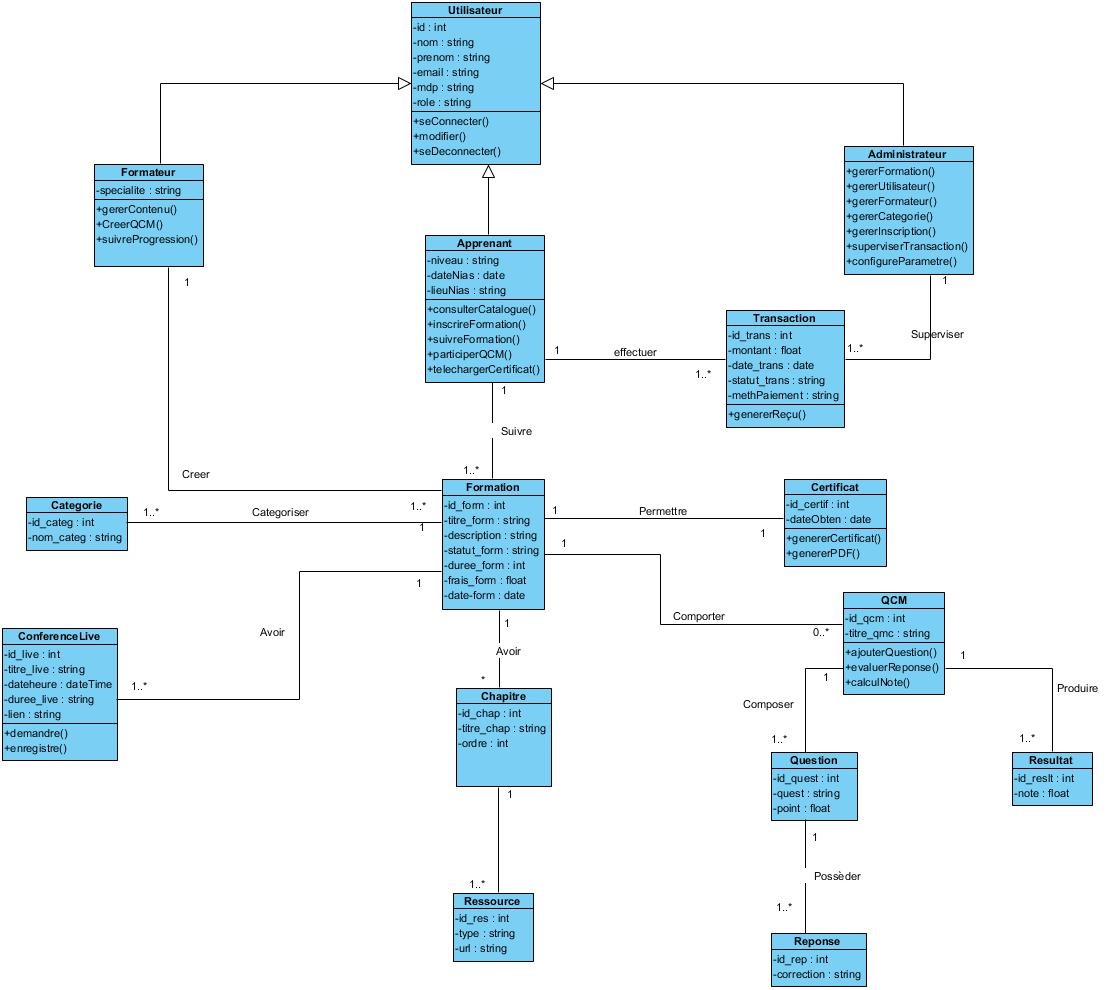 Utilisateur
-id : int
-nom : string
-prenom : string
-email : string
-mdp : string
-role : string
+seConnecter()
+modifier()
+seDeconnecter()
Formateur
-specialite : string
+gererContenu()
+CreerQCM()
+suivreProgression()
1
Administrateur
+gererFormation()
+gererUtilisateur()
+gererFormateur()
+gererCategorie()
+gererInscription()
+superviserTransaction()
+configureParametre()
1
Superviser
1..*
Apprenant
-niveau : string
-dateNias : date
-lieuNias : string
+consulterCatalogue()
+inscrireFormation()
+suivreFormation()
+participerQCM()
+telechargerCertificat()
1
effectuer
1..*
Transaction
-id_trans : int
-montant : float
-date_trans : date
-statut_trans : string
-methPaiement : string
+genererReçu()
1
Suivre
1..*
Creer
1..*
Categorie
-id_categ : int
-nom_categ : string
1..*
Categoriser
1
Formation
-id_form : int
-titre_form : string
-description : string
-statut_form : string
-duree_form : int
-frais_form : float
-date-form : date
1
Permettre
1
Certificat
-id_certif : int
-dateObten : date
+genererCertificat()
+genererPDF()
1
Comporter
0..*
QCM
-id_qcm : int
-titre_qmc : string
+ajouterQuestion()
+evaluerReponse()
+calculNote()
1
Avoir
1..*
ConferenceLive
-id_live : int
-titre_live : string
-dateheure : dateTime
-duree_live : string
-lien : string
+demandre()
+enregistre()
1
Avoir
*
Chapitre
-id_chap : int
-titre_chap : string
-ordre : int
1
1..*
Ressource
-id_res : int
-type : string
-url : string
1
Composer
1..*
Question
-id_quest : int
-quest : string
-point : float
1
Produire
1..*
Resultat
-id_reslt : int
-note : float
1
Possèder
1..*
Reponse
-id_rep : int
-correction : string